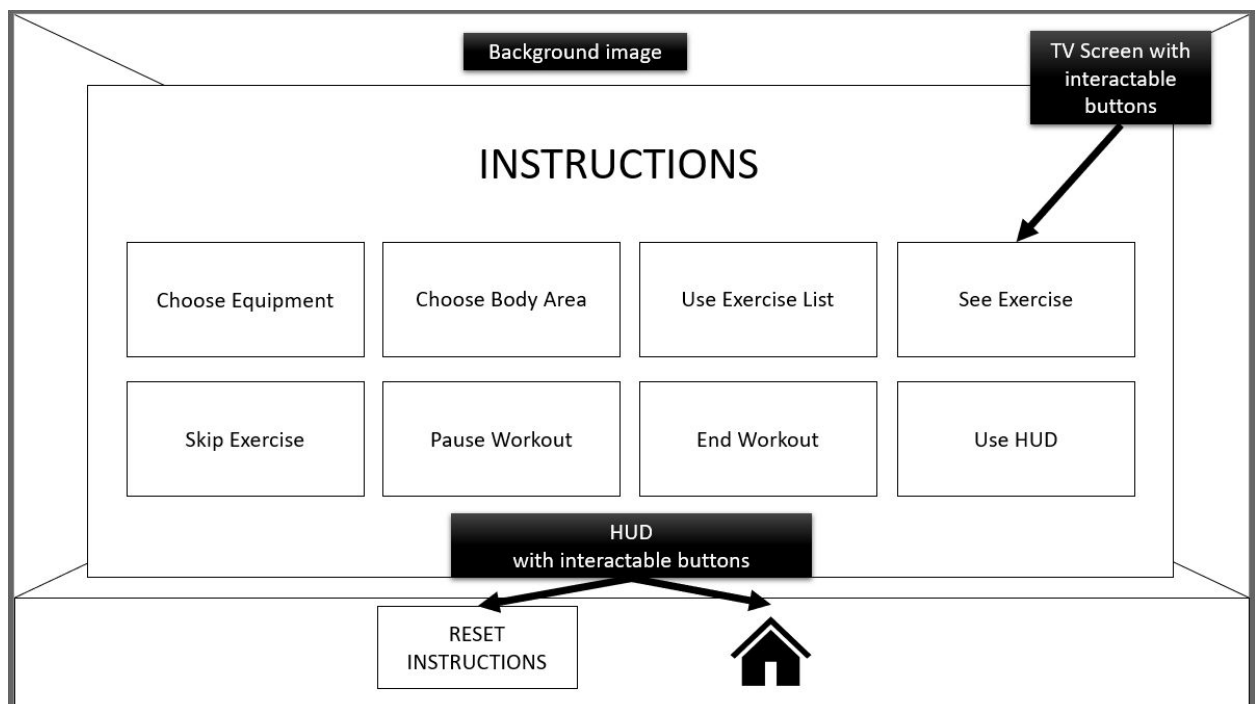 Background image
TV Screen with
interactable
buttons
INSTRUCTIONS
Choose Equipment
Choose Body Area
Use Exercise List
See Exercise
Skip Exercise
Pause Workout
End Workout
Use HUD
HUD
with interactable buttons
RESET
INSTRUCTIONS